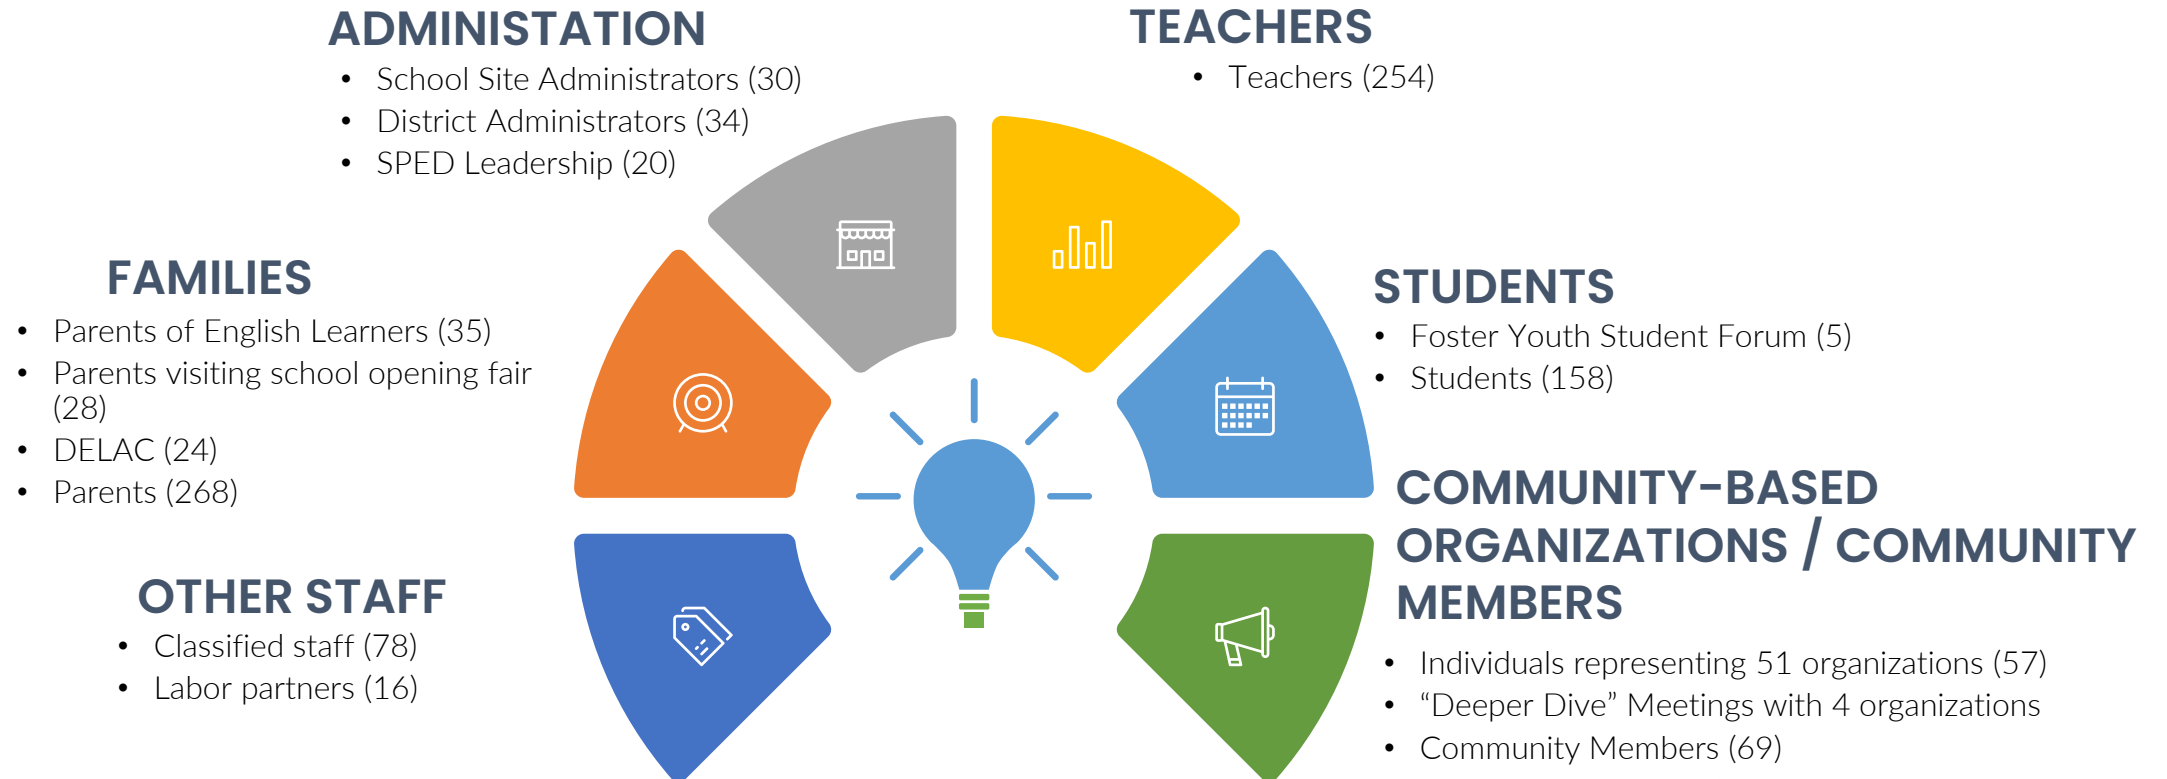 ADMINISTATION
• School Site Administrators (30)
• District Administrators (34)
• SPED Leadership (20)
TEACHERS
• Teachers (254)
FAMILIES
• Parents of English Learners (35)
• Parents visiting school opening fair
(28)
• DELAC (24)
• Parents (268)
STUDENTS
• Foster Youth Student Forum (5)
• Students (158)
OTHER STAFF
• Classified staff (78)
• Labor partners (16)
COMMUNITY-BASED
ORGANIZATIONS / COMMUNITY
MEMBERS
• Individuals representing 51 organizations (57)
• “Deeper Dive” Meetings with 4 organizations
• Community Members (69)